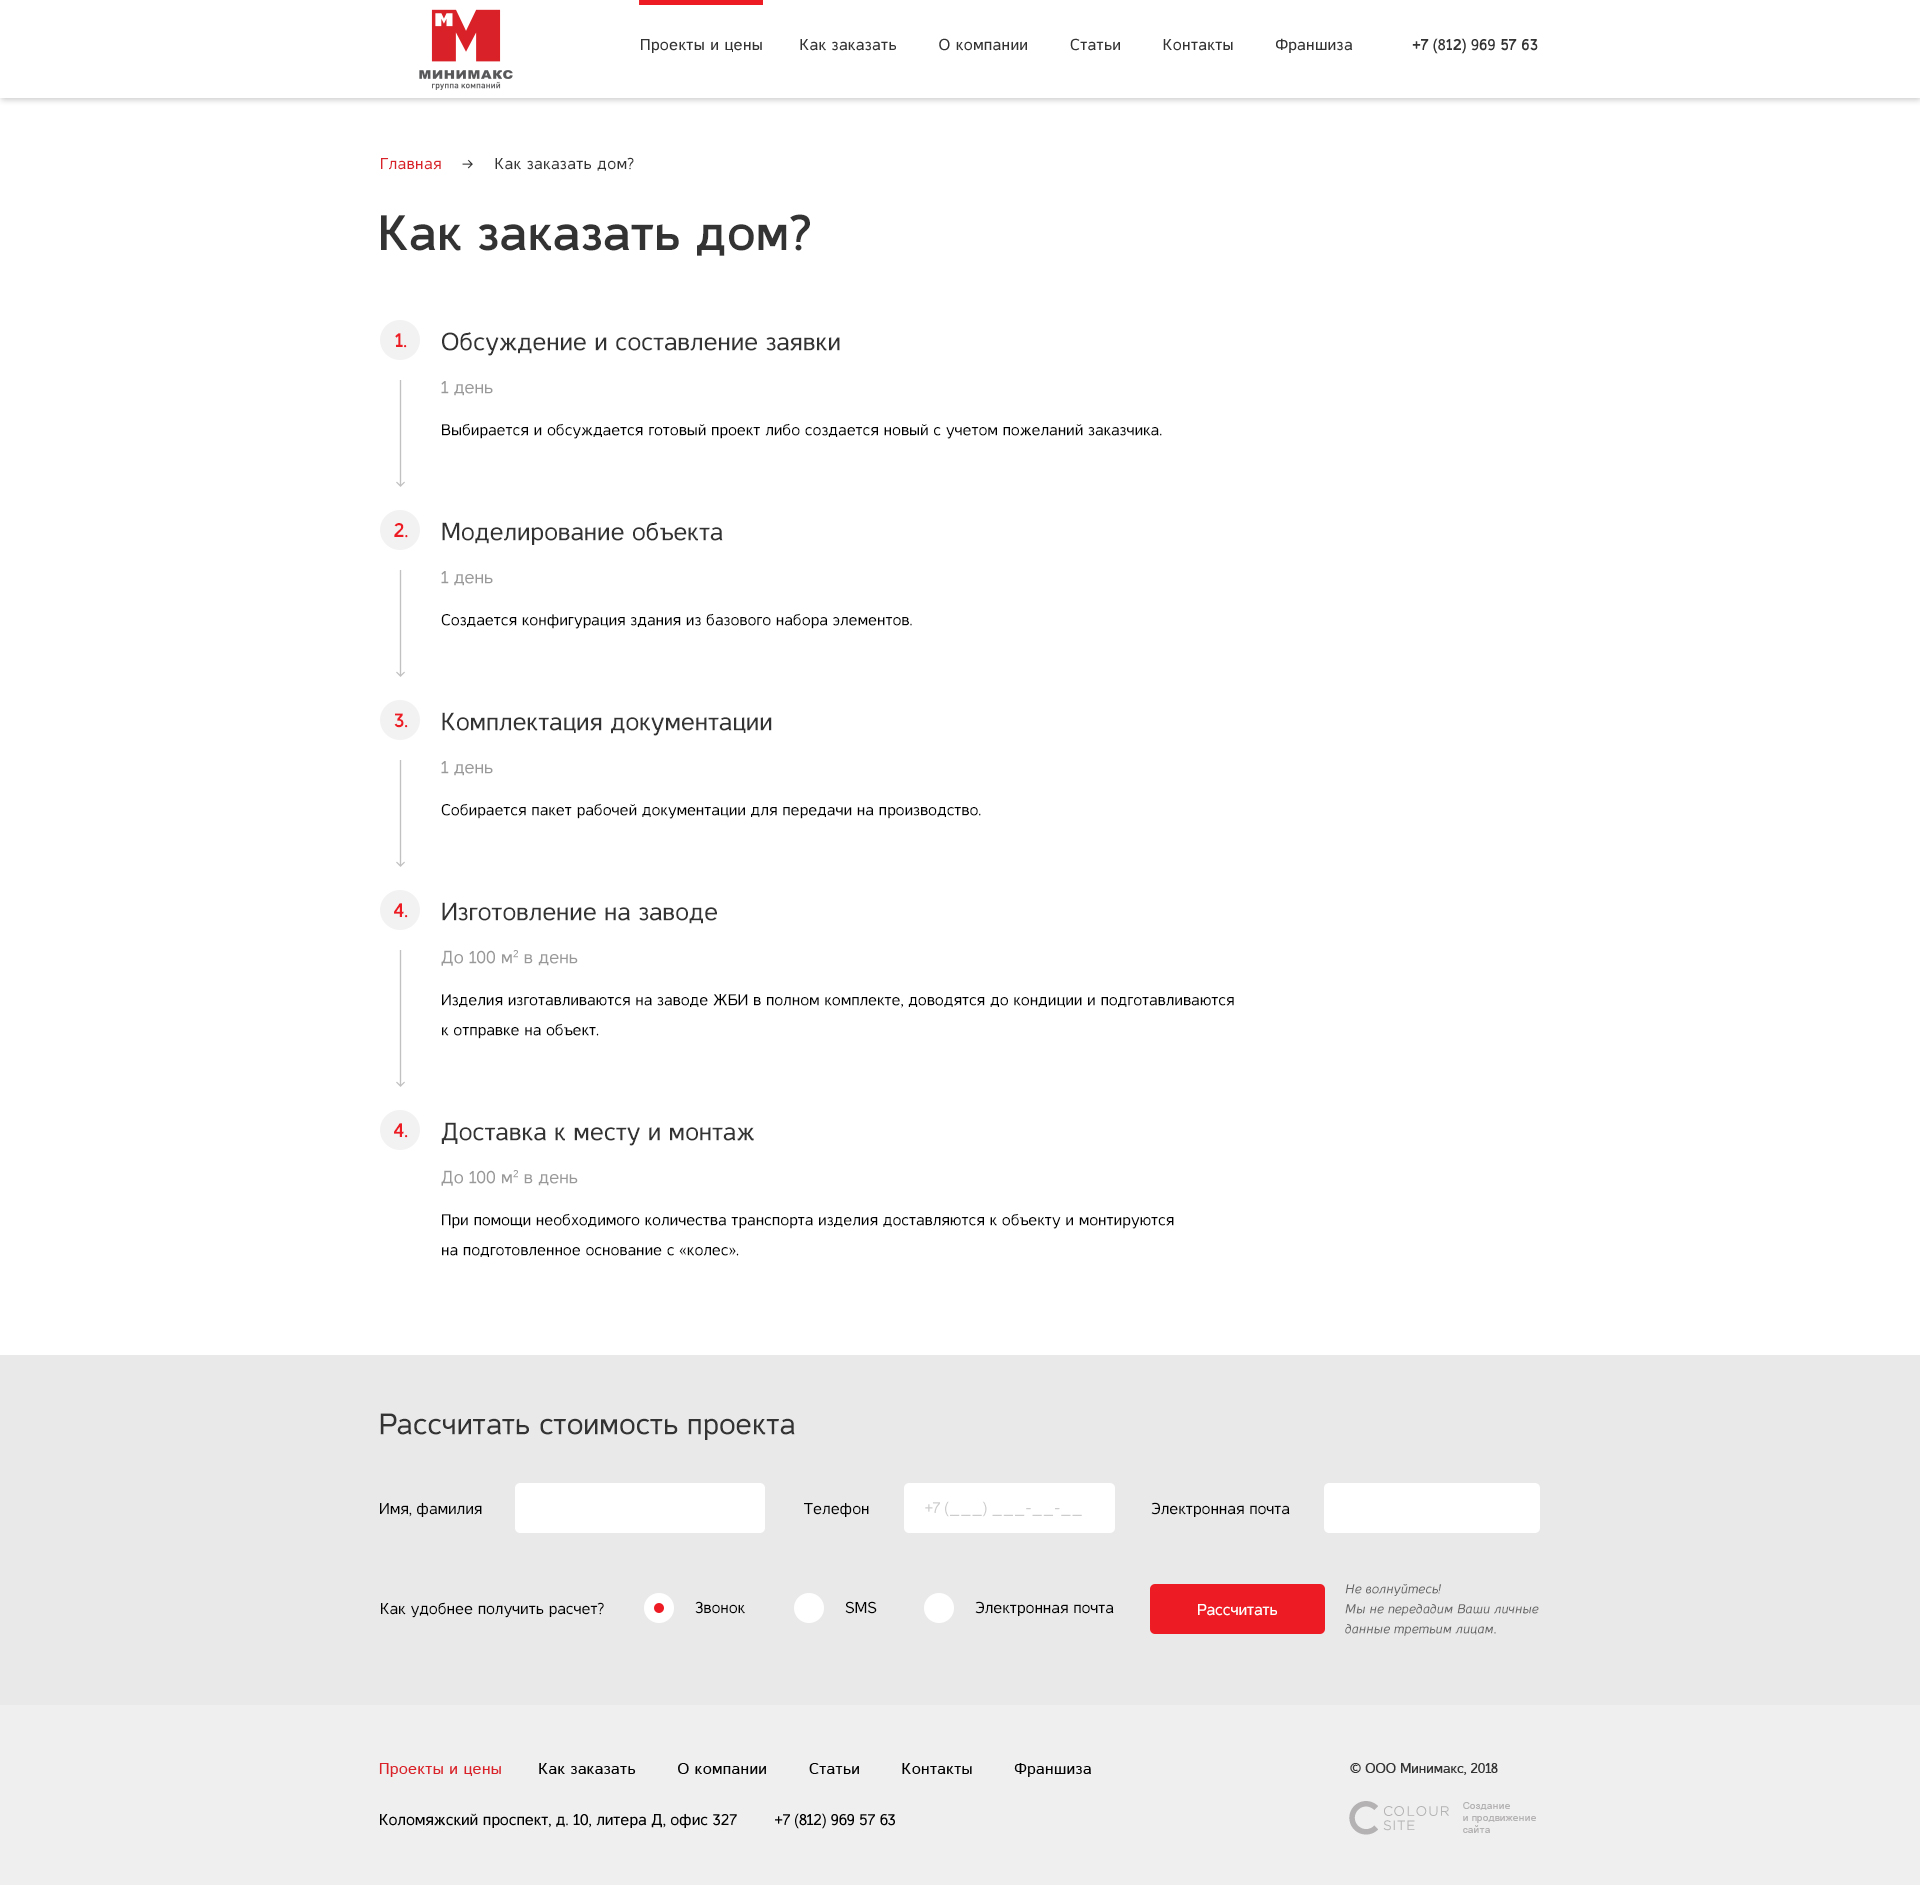 мМ
МИНИМАКС
группа компаний
Проекты и цены
Как заказать
О компании
Статьи
Контакты
Франшиза
+7 (812) 969 57 63
Главная → Как заказать дом?
Как заказать дом?
1. Обсуждение и составление заявки
1 день
Выбирается и обсуждается готовый проект либо создается новый с учетом пожеланий заказчика.
2. Моделирование объекта
1 день
Создается конфигурация здания из базового набора элементов.
3. Комплектация документации
1 день
Собирается пакет рабочей документации для передачи на производство.
4. Изготовление на заводе
До 100 м² в день
Изделия изготавливаются на заводе ЖБИ в полном комплекте, доводятся до кондиции и подготавливаются
к отправке на объект.
4. Доставка к месту и монтаж
До 100 м² в день
При помощи необходимого количества транспорта изделия доставляются к объекту и монтируются
на подготовленное основание с «колес».
Рассчитать стоимость проекта
Имя, фамилия
Телефон
+7 (___) ___-__-__
Электронная почта
Как удобнее получить расчет?
Звонок
SMS
Электронная почта
Рассчитать
Не волнуйтесь!
Мы не передадим Ваши личные
данные третьим лицам.
Проекты и цены
Как заказать
О компании
Статьи
Контакты
Франшиза
© ООО Минимакс, 2018
Коломяжский проспект, д. 10, литера Д, офис 327
+7 (812) 969 57 63
COLOUR
SITE
Создание
и продвижение
сайта